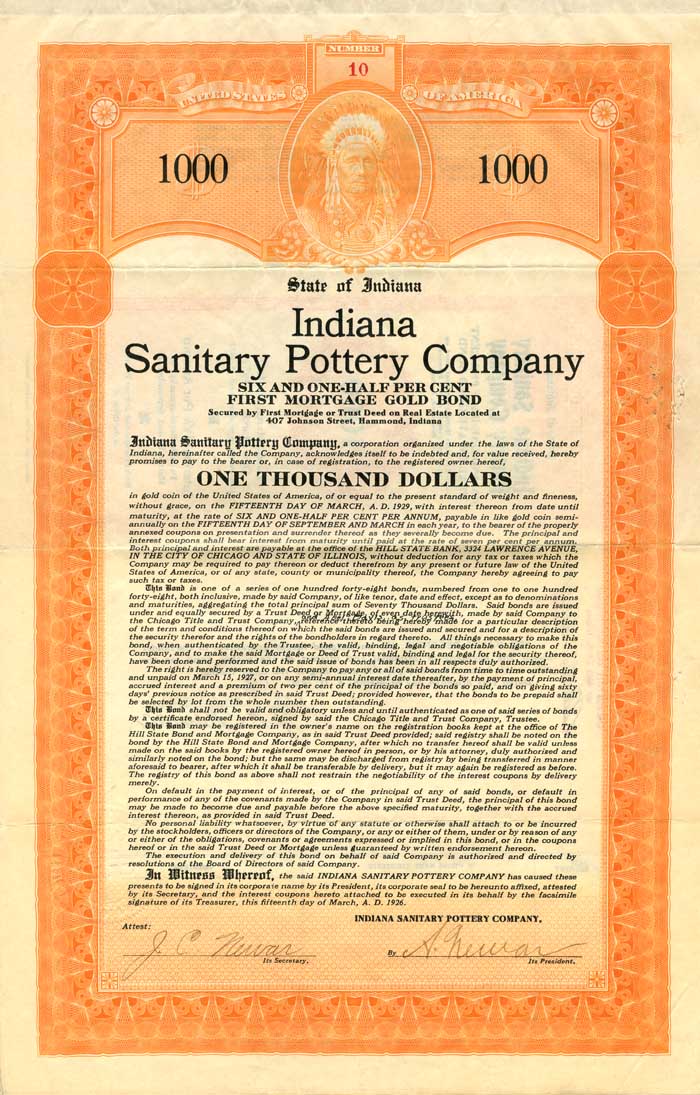 NUMBER
10
UNITED STATES OF AMERICA
1000 1000
State of Indiana
Indiana
Sanitary Pottery Company
SIX AND ONE-HALF PER CENT
FIRST MORTGAGE GOLD BOND
Secured by First Mortgage or Trust Deed on Real Estate Located at
407 Johnson Street, Hammond, Indiana
Indiana Sanitary Pottery Company, a corporation organized under the laws of the State of
Indiana, hereinafter called the Company, acknowledges itself to be indebted and, for value received, hereby
promises to pay to the bearer or, in case of registration, to the registered owner hereof,
ONE THOUSAND DOLLARS
in gold coin of the United States of America, of or equal to the present standard of weight and fineness,
without grace, on the FIFTEENTH DAY OF MARCH, A. D. 1929, with interest thereon from date until
maturity, at the rate of SIX AND ONE-HALF PER CENT PER ANNUM, payable in like gold coin semi-
annually on the FIFTEENTH DAY OF SEPTEMBER AND MARCH in each year, to the bearer of the properly
annexed coupons on presentation and surrender thereof as they severally become due. The principal and
interest coupons shall bear interest from maturity until paid at the rate of seven per cent per annum.
Both principal and interest are payable at the office of the HILL STATE BANK, 3324 LAWRENCE AVENUE,
IN THE CITY OF CHICAGO AND STATE OF ILLINOIS, without deduction for any tax or taxes which the
Company may be required to pay thereon or deduct therefrom by any present or future law of the United
States of America, or of any state, county or municipality thereof, the Company hereby agreeing to pay
such tax or taxes.
This Bond is one of a series of one hundred forty-eight bonds, numbered from one to one hundred
forty-eight, both inclusive, made by said Company, of like tenor, date and effect, except as to denominations
and maturities, aggregating the total principal sum of Seventy Thousand Dollars. Said bonds are issued
under and equally secured by a Trust Deed or Mortgage, of even date herewith, made by said Company to
the Chicago Title and Trust Company, reference thereto being hereby made for a particular description
of the term and conditions thereof on which the said bonds are issued and secured and for a description of
the security therefor and the rights of the bondholders in regard thereto. All things necessary to make this
bond, when authenticated by the Trustee, the valid, binding, legal and negotiable obligations of the
Company, and to make the said Mortgage or Deed of Trust valid, binding and legal for the security thereof,
have been done and performed and the said issue of bonds has been in all respects duly authorized.
The right is hereby reserved to the Company to pay any or all of said bonds from time to time outstanding
and unpaid on March 15, 1927, or on any semi-annual interest date thereafter, by the payment of principal,
accrued interest and a premium of two per cent of the principal of the bonds so paid, and on giving sixty
days' previous notice as prescribed in said Trust Deed; provided however, that the bonds to be prepaid shall
be selected by lot from the whole number then outstanding.
This Bond shall not be valid and obligatory unless and until authenticated as one of said series of bonds
by a certificate endorsed hereon, signed by said the Chicago Title and Trust Company, Trustee.
This Bond may be registered in the owner's name on the registration books kept at the office of The
Hill State Bond and Mortgage Company, as in said Trust Deed provided; said registry shall be noted on the
bond by the Hill State Bond and Mortgage Company, after which no transfer hereof shall be valid unless
made on the said books by the registered owner hereof in person, or by his attorney, duly authorized and
similarly noted on the bond; but the same may be discharged from registry by being transferred in manner
aforesaid to bearer, after which it shall be transferable by delivery, but it may again be registered as before.
The registry of this bond as above shall not restrain the negotiability of the interest coupons by delivery
merely.
On default in the payment of interest, or of the principal of any of said bonds, or default in
performance of any of the covenants made by the Company in said Trust Deed, the principal of this bond
may be made to become due and payable before the above specified maturity, together with the accrued
interest thereon, as provided in said Trust Deed.
No personal liability whatsoever, by virtue of any statute or otherwise shall attach to or be incurred
by the stockholders, officers or directors of the Company, or any or either of them, under or by reason of any
or either of the obligations, covenants or agreements expressed or implied in this bond, or in the coupons
hereof or in the said Trust Deed or Mortgage unless guaranteed by written endorsement hereon.
The execution and delivery of this bond on behalf of said Company is authorized and directed by
resolutions of the Board of Directors of said Company.
In Witness Whereof, the said INDIANA SANITARY POTTERY COMPANY has caused these
presents to be signed in its corporate name by its President, its corporate seal to be hereunto affixed, attested
by its Secretary, and the interest coupons hereto attached to be executed in its behalf by the facsimile
signature of its Treasurer, this fifteenth day of March, A. D. 1926.
INDIANA SANITARY POTTERY COMPANY,
Attest:
J. C. Newar By A. Newar
Its Secretary. Its President.